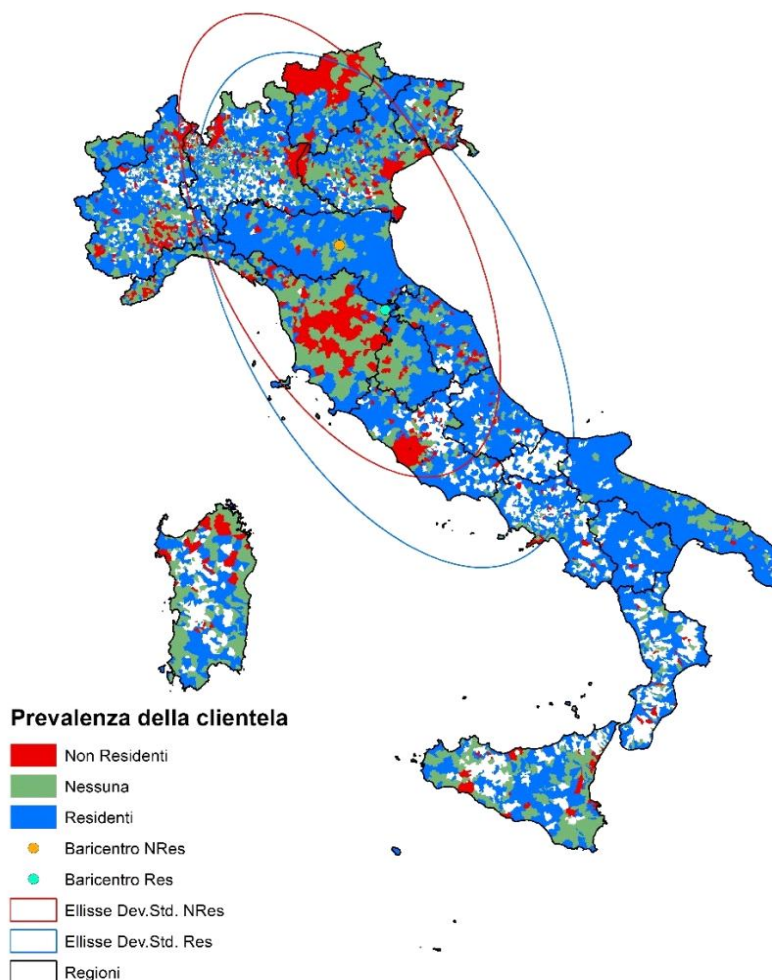 Prevalenza della clientela
Non Residenti
Nessuna
Residenti
Baricentro NRes
Baricentro Res
Ellisse Dev.Std. NRes
Ellisse Dev.Std. Res
Regioni